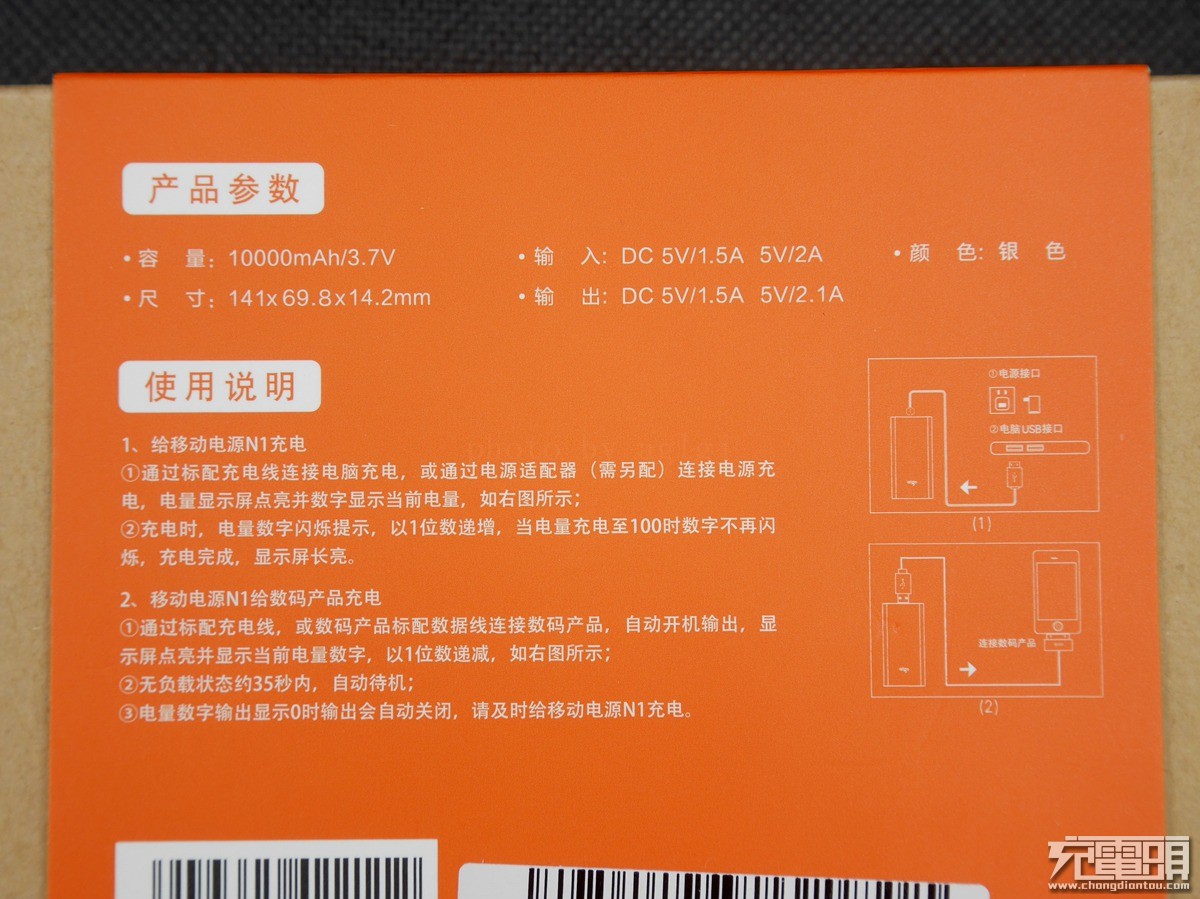 产品参数
• 容 量：10000mAh/3.7V • 输 入：DC 5V/1.5A 5V/2A • 颜 色：银 色
• 尺 寸：141x69.8x14.2mm • 输 出：DC 5V/1.5A 5V/2.1A
使用说明
1、给移动电源N1充电
①通过标配充电线连接电脑充电，或通过电源适配器（需另配）连接电源充
电，电量显示屏点亮并数字显示当前电量，如右图所示；
②充电时，电量数字闪烁提示，以1位数递增，当电量充电至100时数字不再闪
烁，充电完成，显示屏长亮。
2、移动电源N1给数码产品充电
①通过标配充电线，或数码产品标配数据线连接数码产品，自动开机输出，显
示屏点亮并显示当前电量数字，以1位数递减，如右图所示；
②无负载状态约35秒内，自动待机；
③电量数字输出显示0时输出会自动关闭，请及时给移动电源N1充电。
①电源接口
②电脑USB接口
(1)
连接数码产品
(2)
充電頭
www.chongdiantou.com